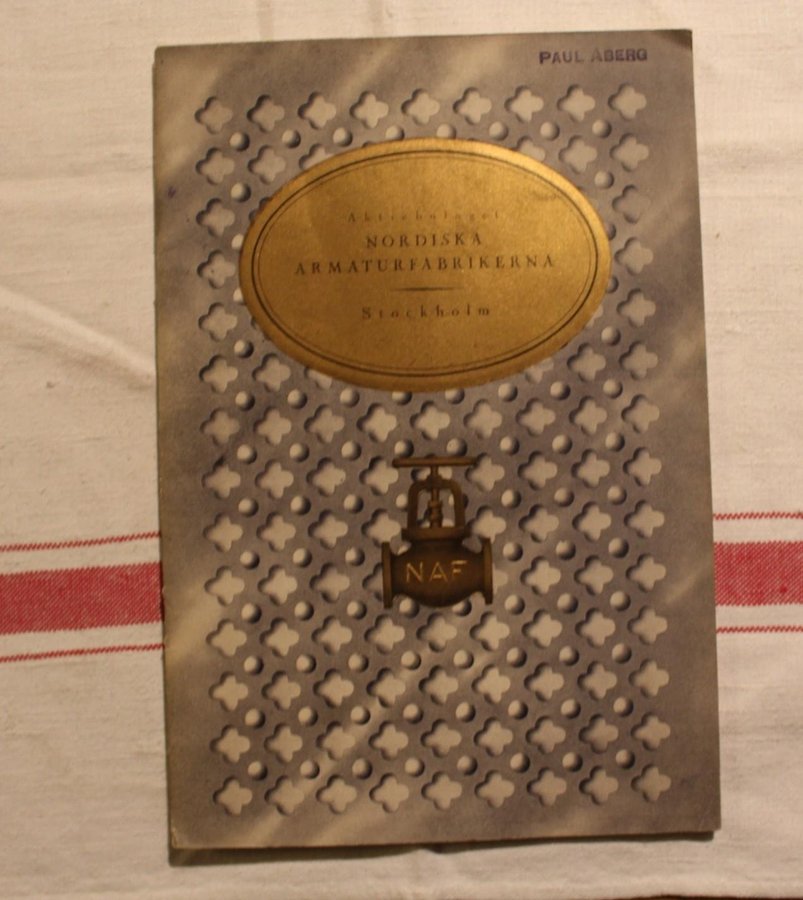 PAUL ÅBERG
Aktiebolaget
NORDISKA
ARMATURFABRIKERNA
Stockholm
NAF